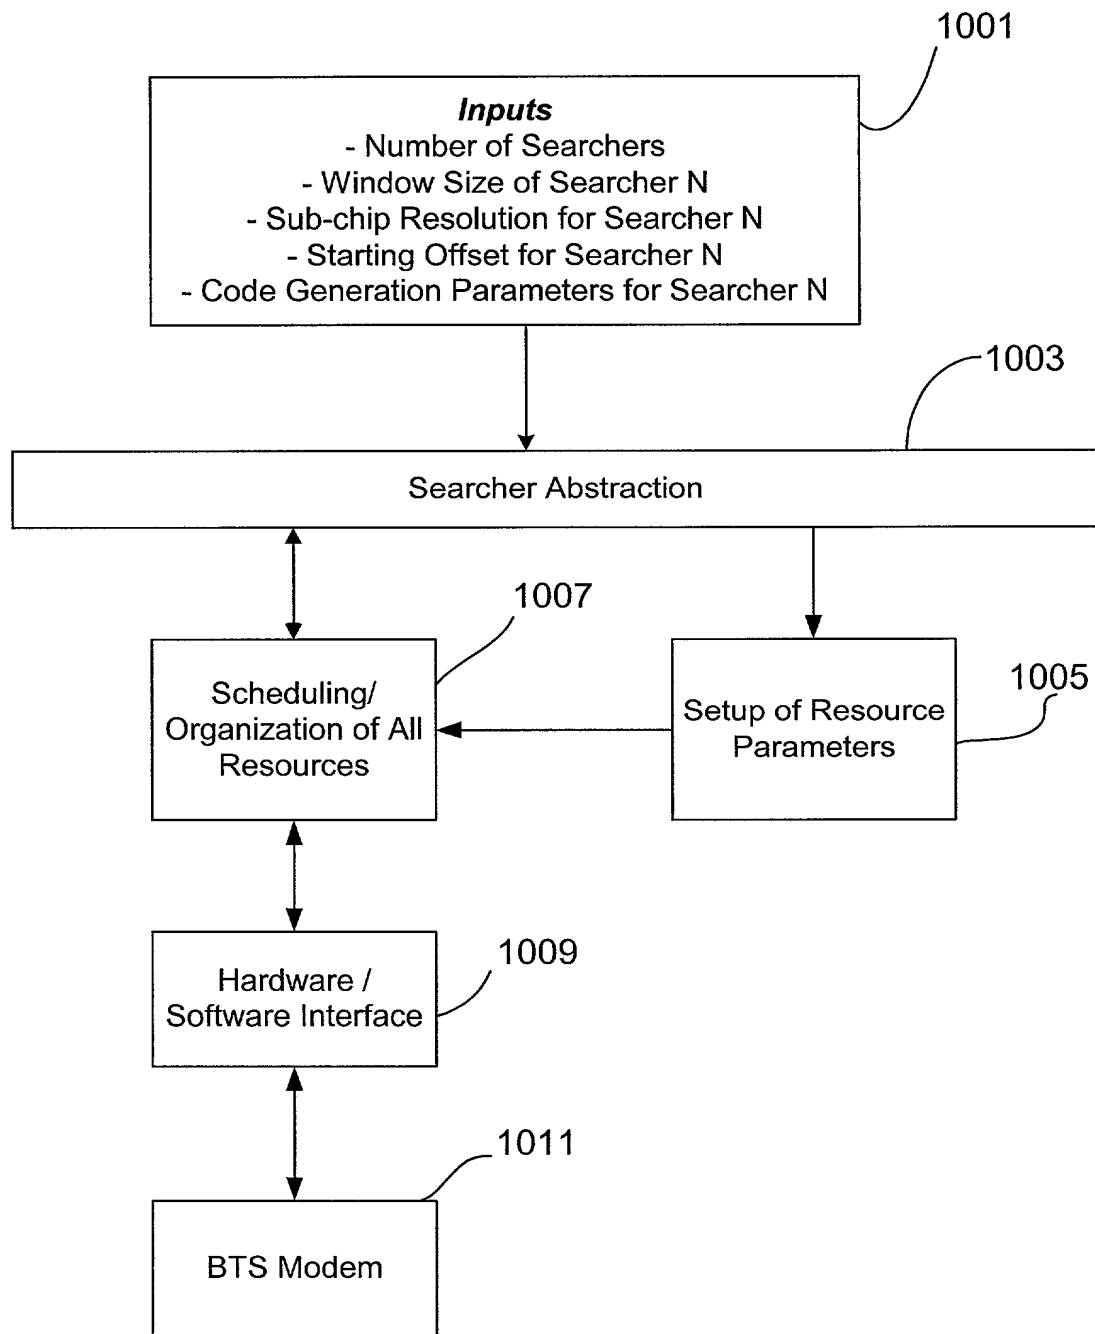 1001
Inputs
- Number of Searchers
- Window Size of Searcher N
- Sub-chip Resolution for Searcher N
- Starting Offset for Searcher N
- Code Generation Parameters for Searcher N
1003
Searcher Abstraction
1007
Scheduling/
Organization of All
Resources
1005
Setup of Resource
Parameters
1009
Hardware /
Software Interface
1011
BTS Modem